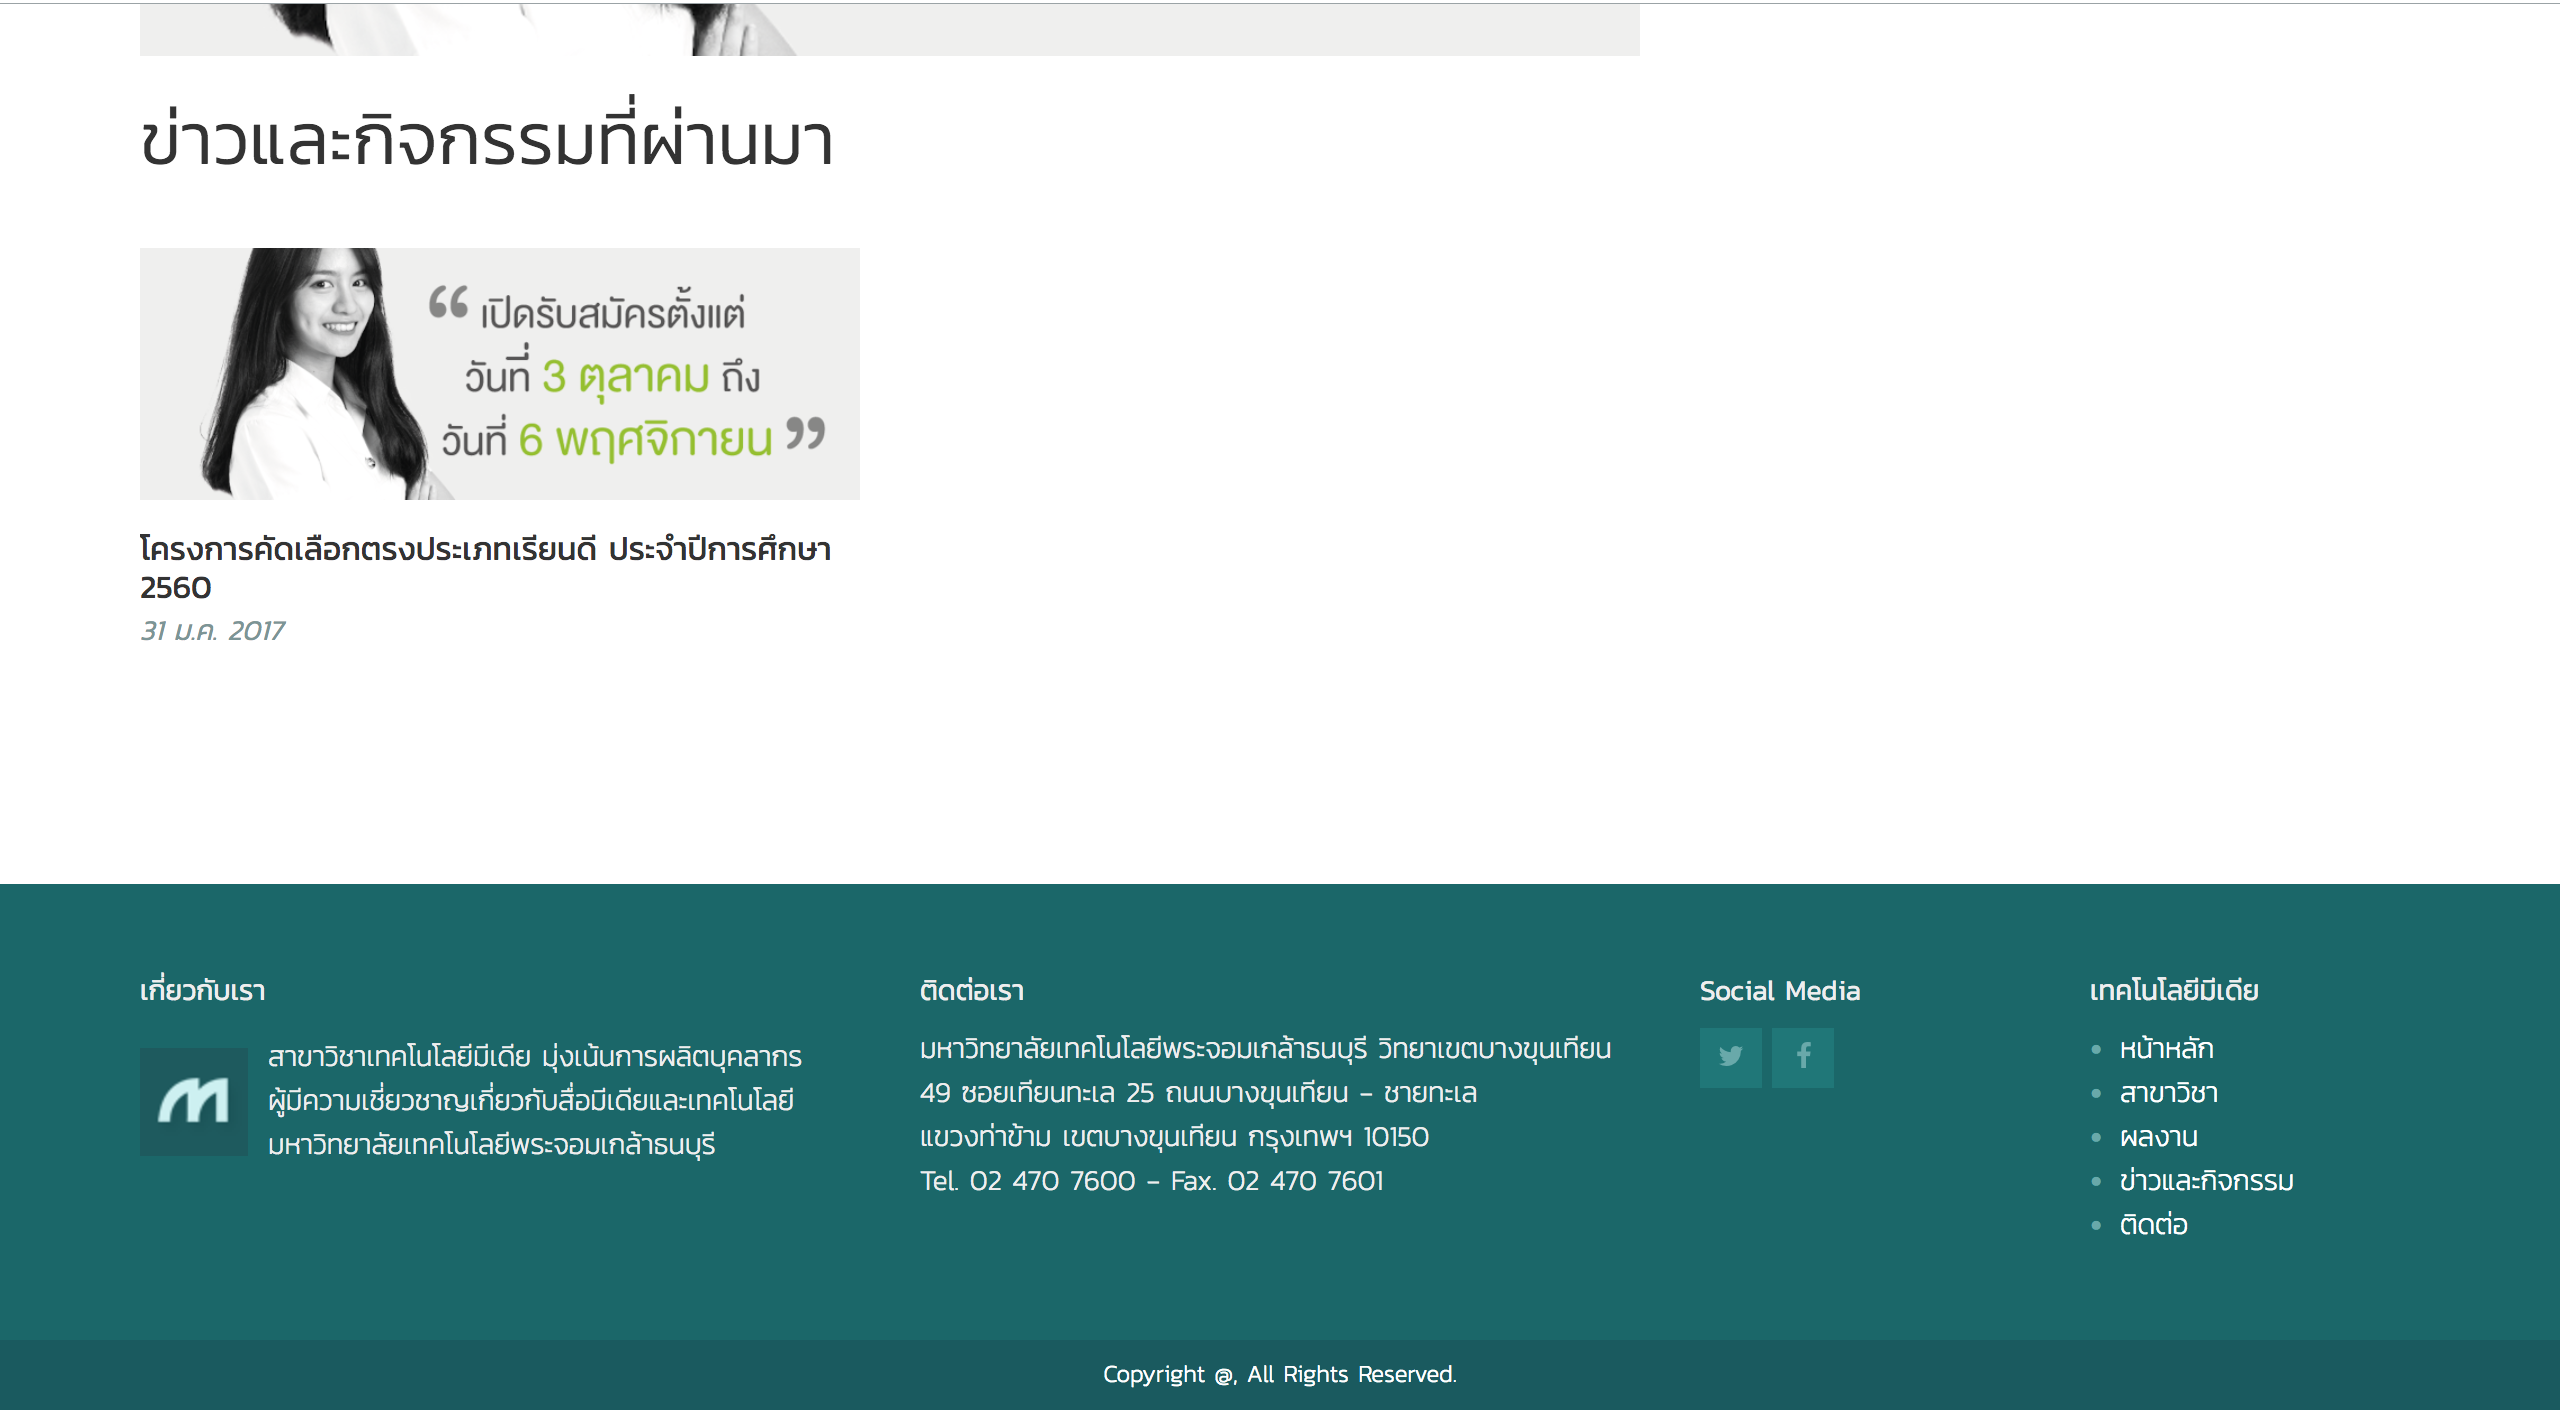 ข่าวและกิจกรรมที่ผ่านมา
“ เปิดรับสมัครตั้งแต่
วันที่ 3 ตุลาคม ถึง
วันที่ 6 พฤศจิกายน ”
โครงการคัดเลือกตรงประเภทเรียนดี ประจำปีการศึกษา
2560
31 ม.ค. 2017
เกี่ยวกับเรา
สาขาวิชาเทคโนโลยีมีเดีย มุ่งเน้นการผลิตบุคลากร
ผู้มีความเชี่ยวชาญเกี่ยวกับสื่อมีเดียและเทคโนโลยี
มหาวิทยาลัยเทคโนโลยีพระจอมเกล้าธนบุรี
ติดต่อเรา
มหาวิทยาลัยเทคโนโลยีพระจอมเกล้าธนบุรี วิทยาเขตบางขุนเทียน
49 ซอยเทียนทะเล 25 ถนนบางขุนเทียน - ชายทะเล
แขวงท่าข้าม เขตบางขุนเทียน กรุงเทพฯ 10150
Tel. 02 470 7600 - Fax. 02 470 7601
Social Media
เทคโนโลยีมีเดีย
• หน้าหลัก
• สาขาวิชา
• ผลงาน
• ข่าวและกิจกรรม
• ติดต่อ
Copyright @, All Rights Reserved.